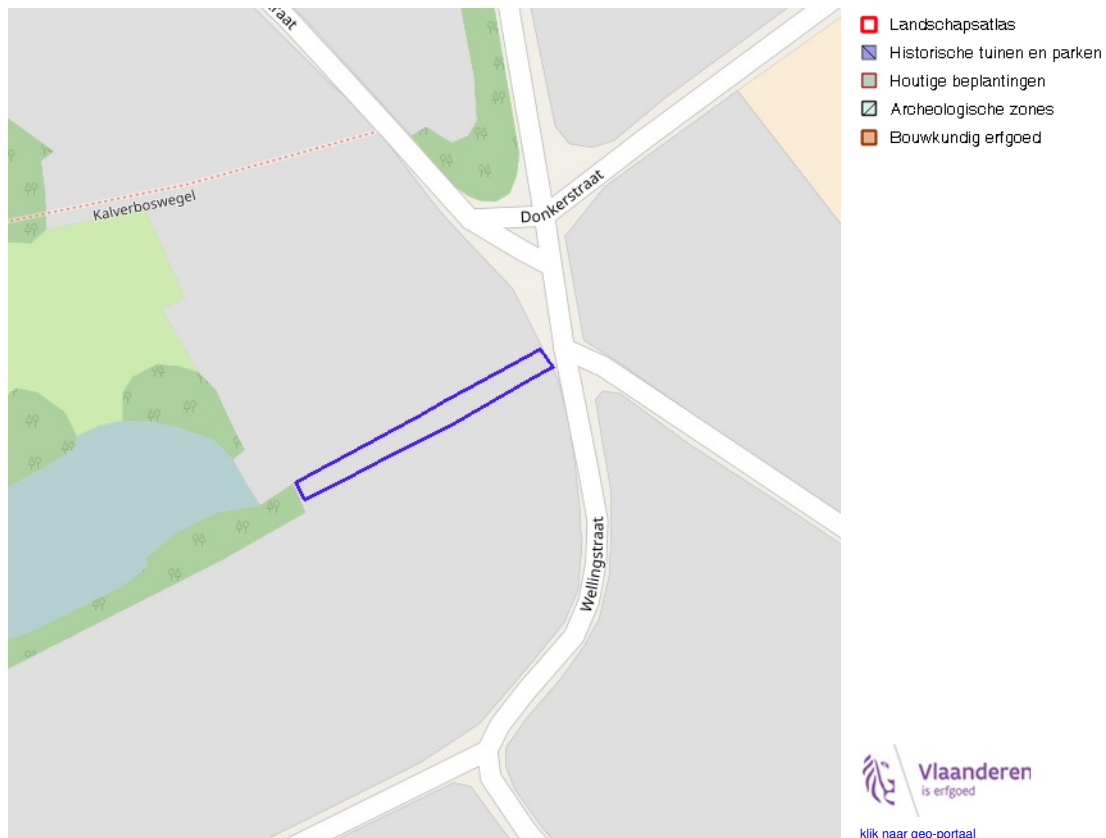 Kalverboswegel
Donkerstraat
Wellingstraat
Landschapsatlas
Historische tuinen en parken
Houtige beplantingen
Archeologische zones
Bouwkundig erfgoed
Vlaanderen
is erfgoed
klik naar geo-portaal